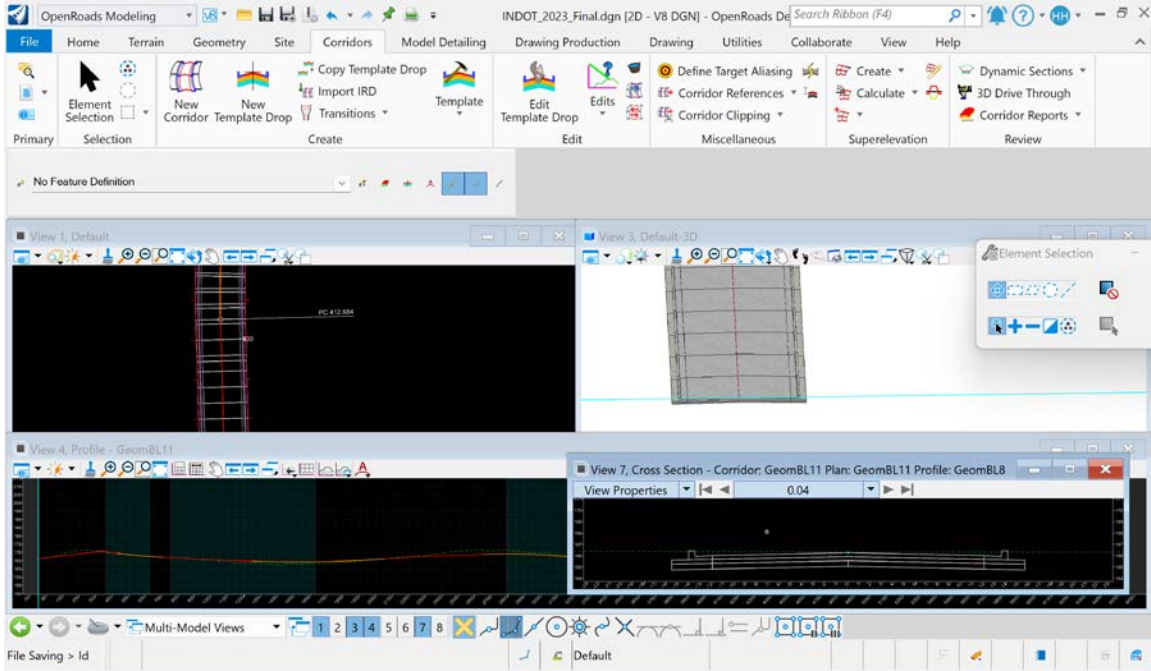 OpenRoads Modeling INDOT_2023_Final.dgn [2D - V8 DGN] - OpenRoads De Search Ribbon (F4) HH
File Home Terrain Geometry Site Corridors Model Detailing Drawing Production Drawing Utilities Collaborate View Help
Element Selection
New Corridor
New Template Drop
Copy Template Drop
Import IRD
Transitions
Template
Edit Template Drop
Edits
Define Target Aliasing
Corridor References
Corridor Clipping
Create
Calculate
Dynamic Sections
3D Drive Through
Corridor Reports
Primary Selection Create Edit Miscellaneous Superelevation Review
No Feature Definition
View 1, Default
View 3, Default-3D
Element Selection
PC 412.884
View 4, Profile - GeomBL11
View 7, Cross Section - Corridor: GeomBL11 Plan: GeomBL11 Profile: GeomBL8
View Properties 0.04
Multi-Model Views 1 2 3 4 5 6 7 8
File Saving > Id Default